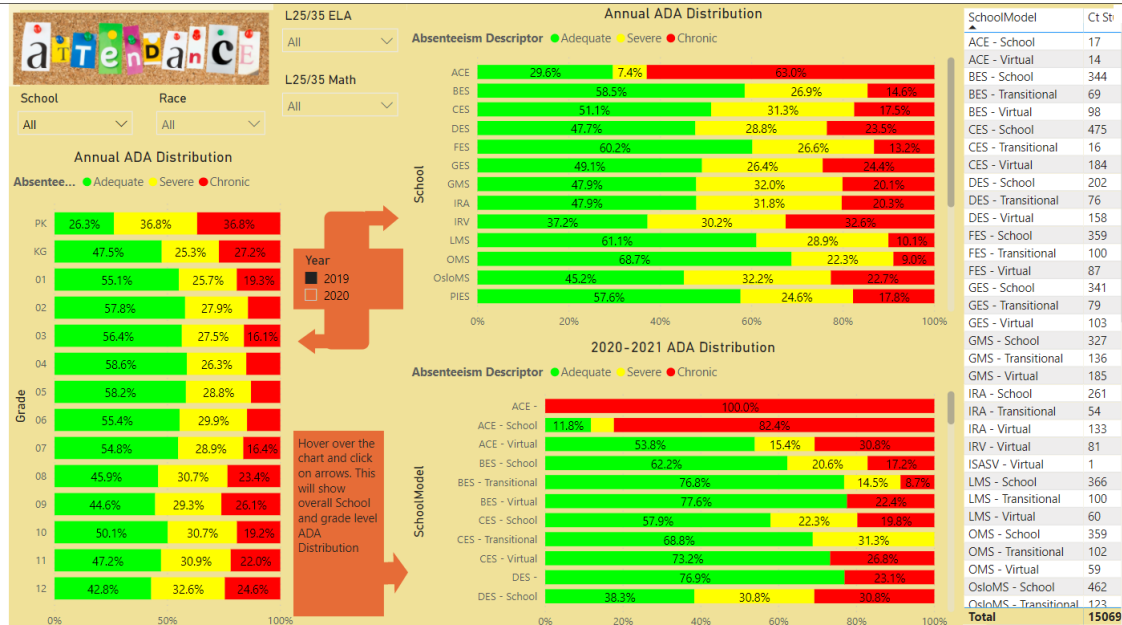 aTTenDanCE
L25/35 ELA
All
L25/35 Math
All
School
All
Race
All
Annual ADA Distribution
Absentee... Adequate Severe Chronic
Grade
PK 26.3% 36.8% 36.8%
KG 47.5% 25.3% 27.2%
01 55.1% 25.7% 19.3%
02 57.8% 27.9%
03 56.4% 27.5% 16.1%
04 58.6% 26.3%
05 58.2% 28.8%
06 55.4% 29.9%
07 54.8% 28.9% 16.4%
08 45.9% 30.7% 23.4%
09 44.6% 29.3% 26.1%
10 50.1% 30.7% 19.2%
11 47.2% 30.9% 22.0%
12 42.8% 32.6% 24.6%
0% 50% 100%
Year
2019
2020
Hover over the
chart and click
on arrows. This
will show
overall School
and grade level
ADA
Distribution
Annual ADA Distribution
Absenteeism Descriptor Adequate Severe Chronic
School
ACE 29.6% 7.4% 63.0%
BES 58.5% 26.9% 14.6%
CES 51.1% 31.3% 17.5%
DES 47.7% 28.8% 23.5%
FES 60.2% 26.6% 13.2%
GES 49.1% 26.4% 24.4%
GMS 47.9% 32.0% 20.1%
IRA 47.9% 31.8% 20.3%
IRV 37.2% 30.2% 32.6%
LMS 61.1% 28.9% 10.1%
OMS 68.7% 22.3% 9.0%
OsloMS 45.2% 32.2% 22.7%
PIES 57.6% 24.6% 17.8%
0% 20% 40% 60% 80% 100%
2020-2021 ADA Distribution
Absenteeism Descriptor Adequate Severe Chronic
SchoolModel
ACE - 100.0%
ACE - School 11.8% 82.4%
ACE - Virtual 53.8% 15.4% 30.8%
BES - School 62.2% 20.6% 17.2%
BES - Transitional 76.8% 14.5% 8.7%
BES - Virtual 77.6% 22.4%
CES - School 57.9% 22.3% 19.8%
CES - Transitional 68.8% 31.3%
CES - Virtual 73.2% 26.8%
DES - 76.9% 23.1%
DES - School 38.3% 30.8% 30.8%
0% 20% 40% 60% 80% 100%
SchoolModel Ct St
ACE - School 17
ACE - Virtual 14
BES - School 344
BES - Transitional 69
BES - Virtual 98
CES - School 475
CES - Transitional 16
CES - Virtual 184
DES - School 202
DES - Transitional 76
DES - Virtual 158
FES - School 359
FES - Transitional 100
FES - Virtual 87
GES - School 341
GES - Transitional 79
GES - Virtual 103
GMS - School 327
GMS - Transitional 136
GMS - Virtual 185
IRA - School 261
IRA - Transitional 54
IRA - Virtual 133
IRV - Virtual 81
ISASV - Virtual 1
LMS - School 366
LMS - Transitional 100
LMS - Virtual 60
OMS - School 359
OMS - Transitional 102
OMS - Virtual 59
OsloMS - School 462
OsloMS - Transitional 123
Total 15069